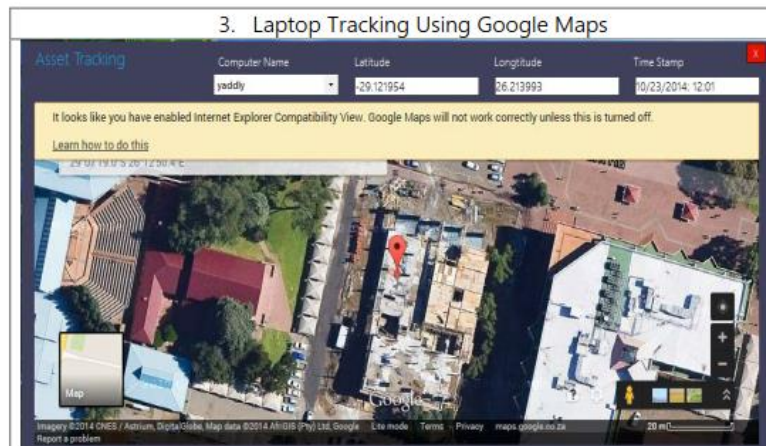 3. Laptop Tracking Using Google Maps
Asset Tracking
Computer Name
Latitude
Longtitude
Time Stamp
X
yaddly
-29.121954
26.213993
10/23/2014: 12:01
It looks like you have enabled Internet Explorer Compatibility View. Google Maps will not work correctly unless this is turned off.
Learn how to do this
Map
Google
Imagery ©2014 CNES / Astrium, DigitalGlobe, Map data ©2014 AfriGIS (Pty) Ltd, Google Lite mode Terms Privacy maps.google.co.za 20 m
Report a problem